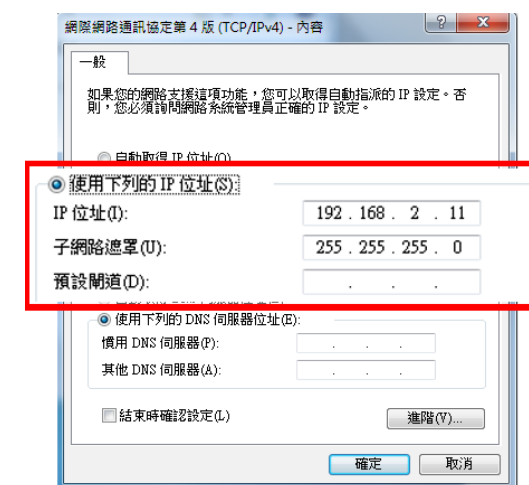 網際網路通訊協定第 4 版 (TCP/IPv4) - 內容
一般
如果您的網路支援這項功能，您可以取得自動指派的 IP 設定。否
則，您必須詢問網路系統管理員正確的 IP 設定。
自動取得 IP 位址(O)
使用下列的 IP 位址(S):
IP 位址(I): 192 . 168 . 2 . 11
子網路遮罩(U): 255 . 255 . 255 . 0
預設閘道(D): . . .
使用下列的 DNS 伺服器位址(E):
慣用 DNS 伺服器(P): . . .
其他 DNS 伺服器(A): . . .
結束時確認設定(L)
進階(V)...
確定 取消